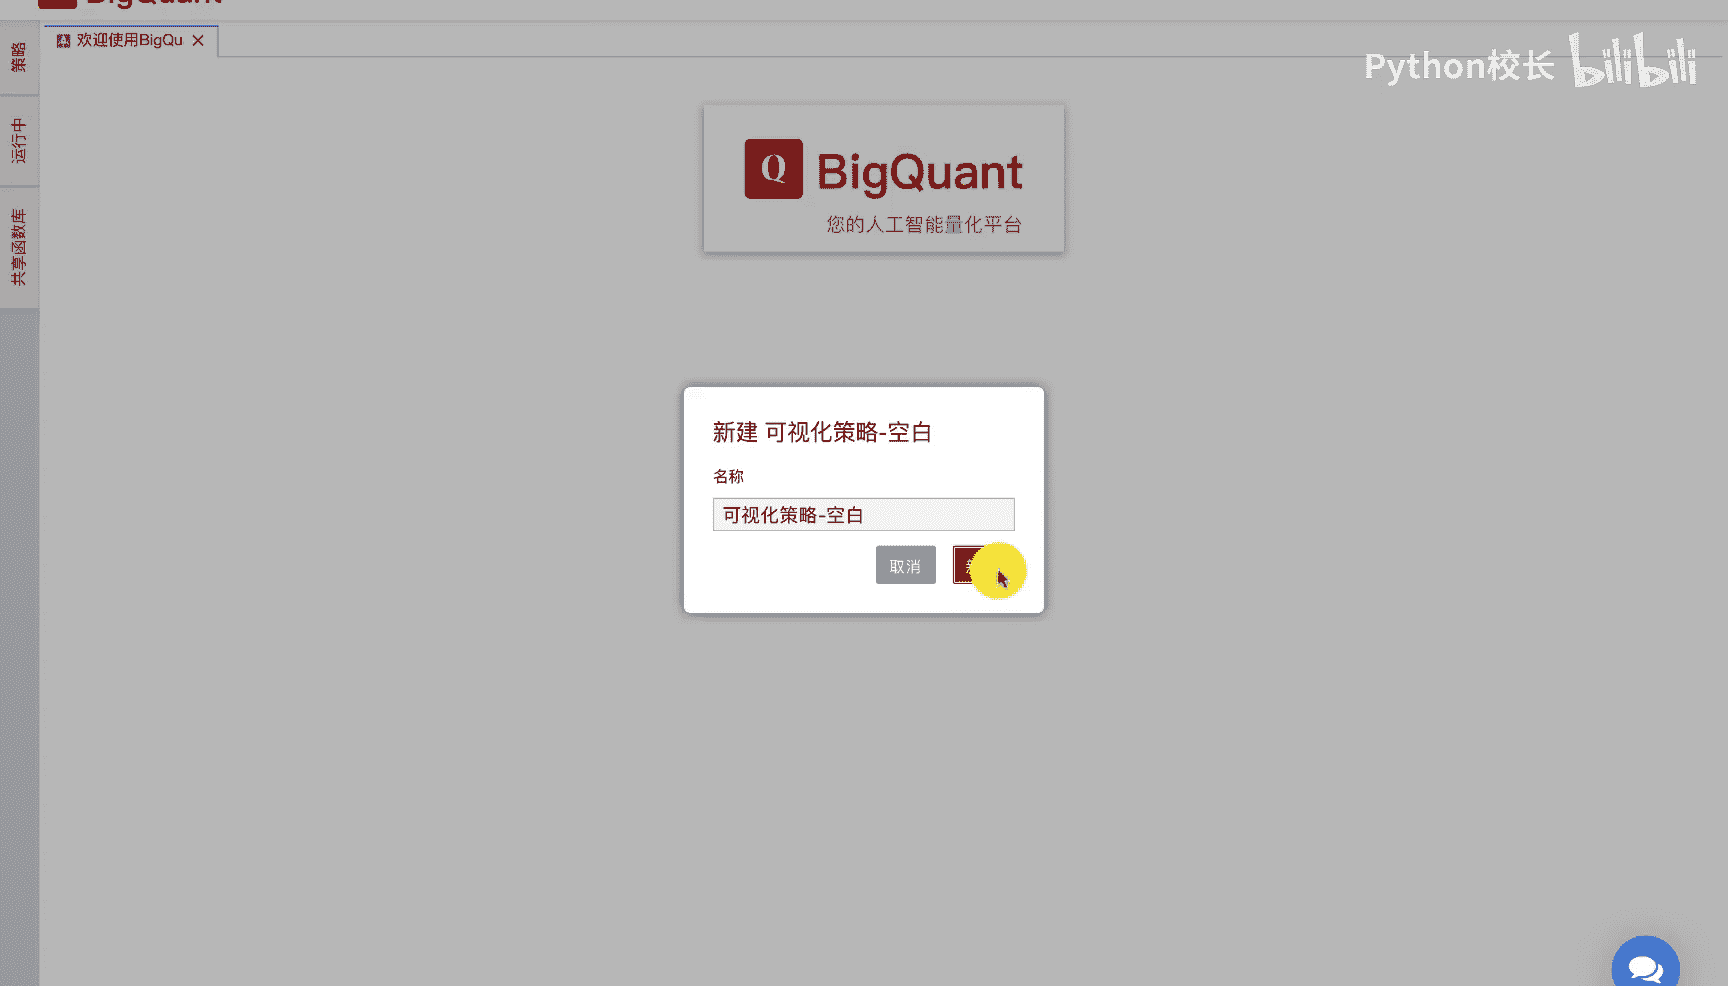 BigQuant
策略
运行中
共享函数库
欢迎使用BigQu
Python校长 bilibili
Q BigQuant
您的人工智能量化平台
新建 可视化策略-空白
名称
可视化策略-空白
取消